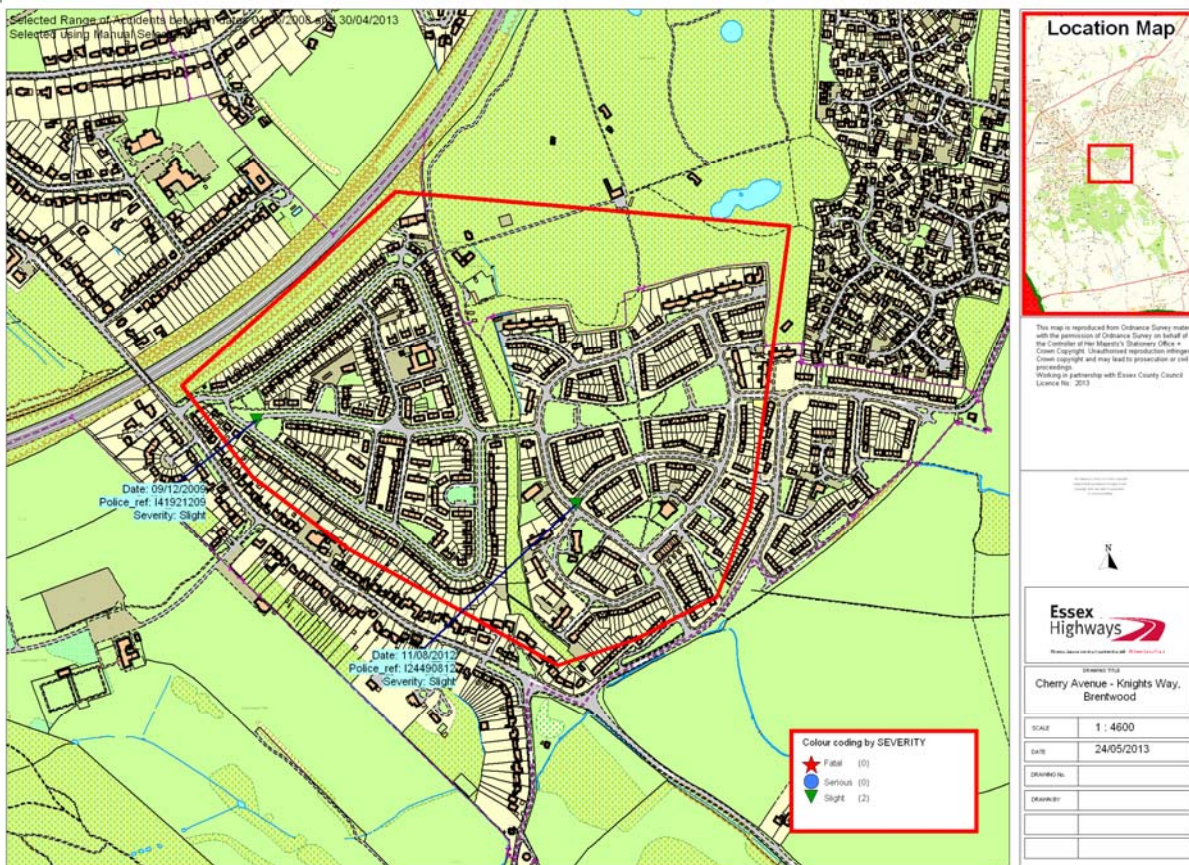 Selected Range of Accidents between dates and 30/04/2013
Selected using Manual
Date: 09/12/2009
Police_ref: I41921209
Severity: Slight
Date: 11/08/2012
Police_ref: I24490812
Severity: Slight
Colour coding by SEVERITY
Fatal (0)
Serious (0)
Slight (2)
Location Map
This map is reproduced from Ordnance Survey mater
with the permission of Ordnance Survey on behalf of
the Controller of Her Majesty's Stationery Office
Crown Copyright. Unauthorised reproduction infringes
Crown copyright and may lead to prosecution or civil
proceedings.
Working in partnership with Essex County Council
Licence No: 2013
N
Essex
Highways
DRAWING TITLE
Cherry Avenue - Knights Way,
Brentwood
SCALE 1 : 4600
DATE 24/05/2013
DRAWING No.
DRAWN BY